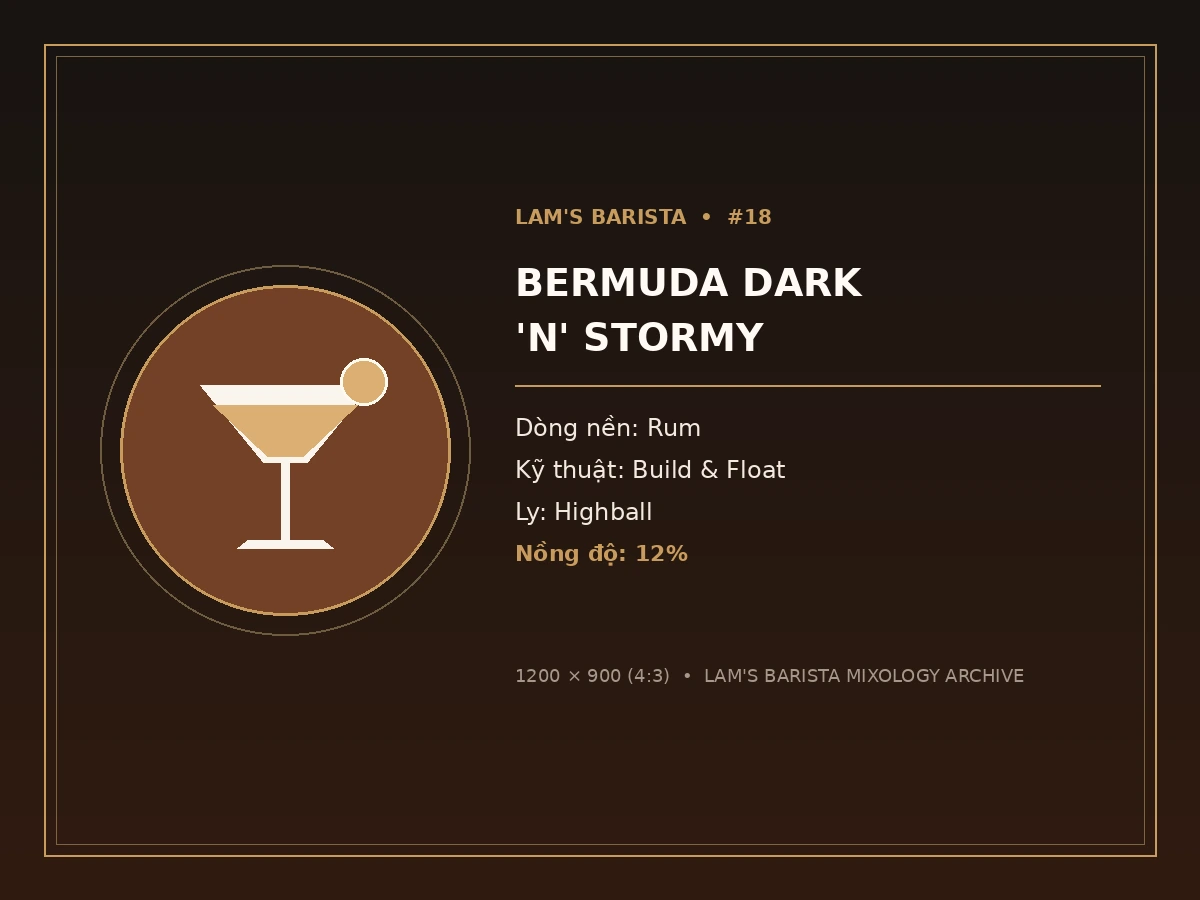 LAM'S BARISTA • #18
BERMUDA DARK
'N' STORMY
Dòng nền: Rum
Kỹ thuật: Build & Float
Ly: Highball
Nồng độ: 12%
1200 × 900 (4:3) • LAM'S BARISTA MIXOLOGY ARCHIVE